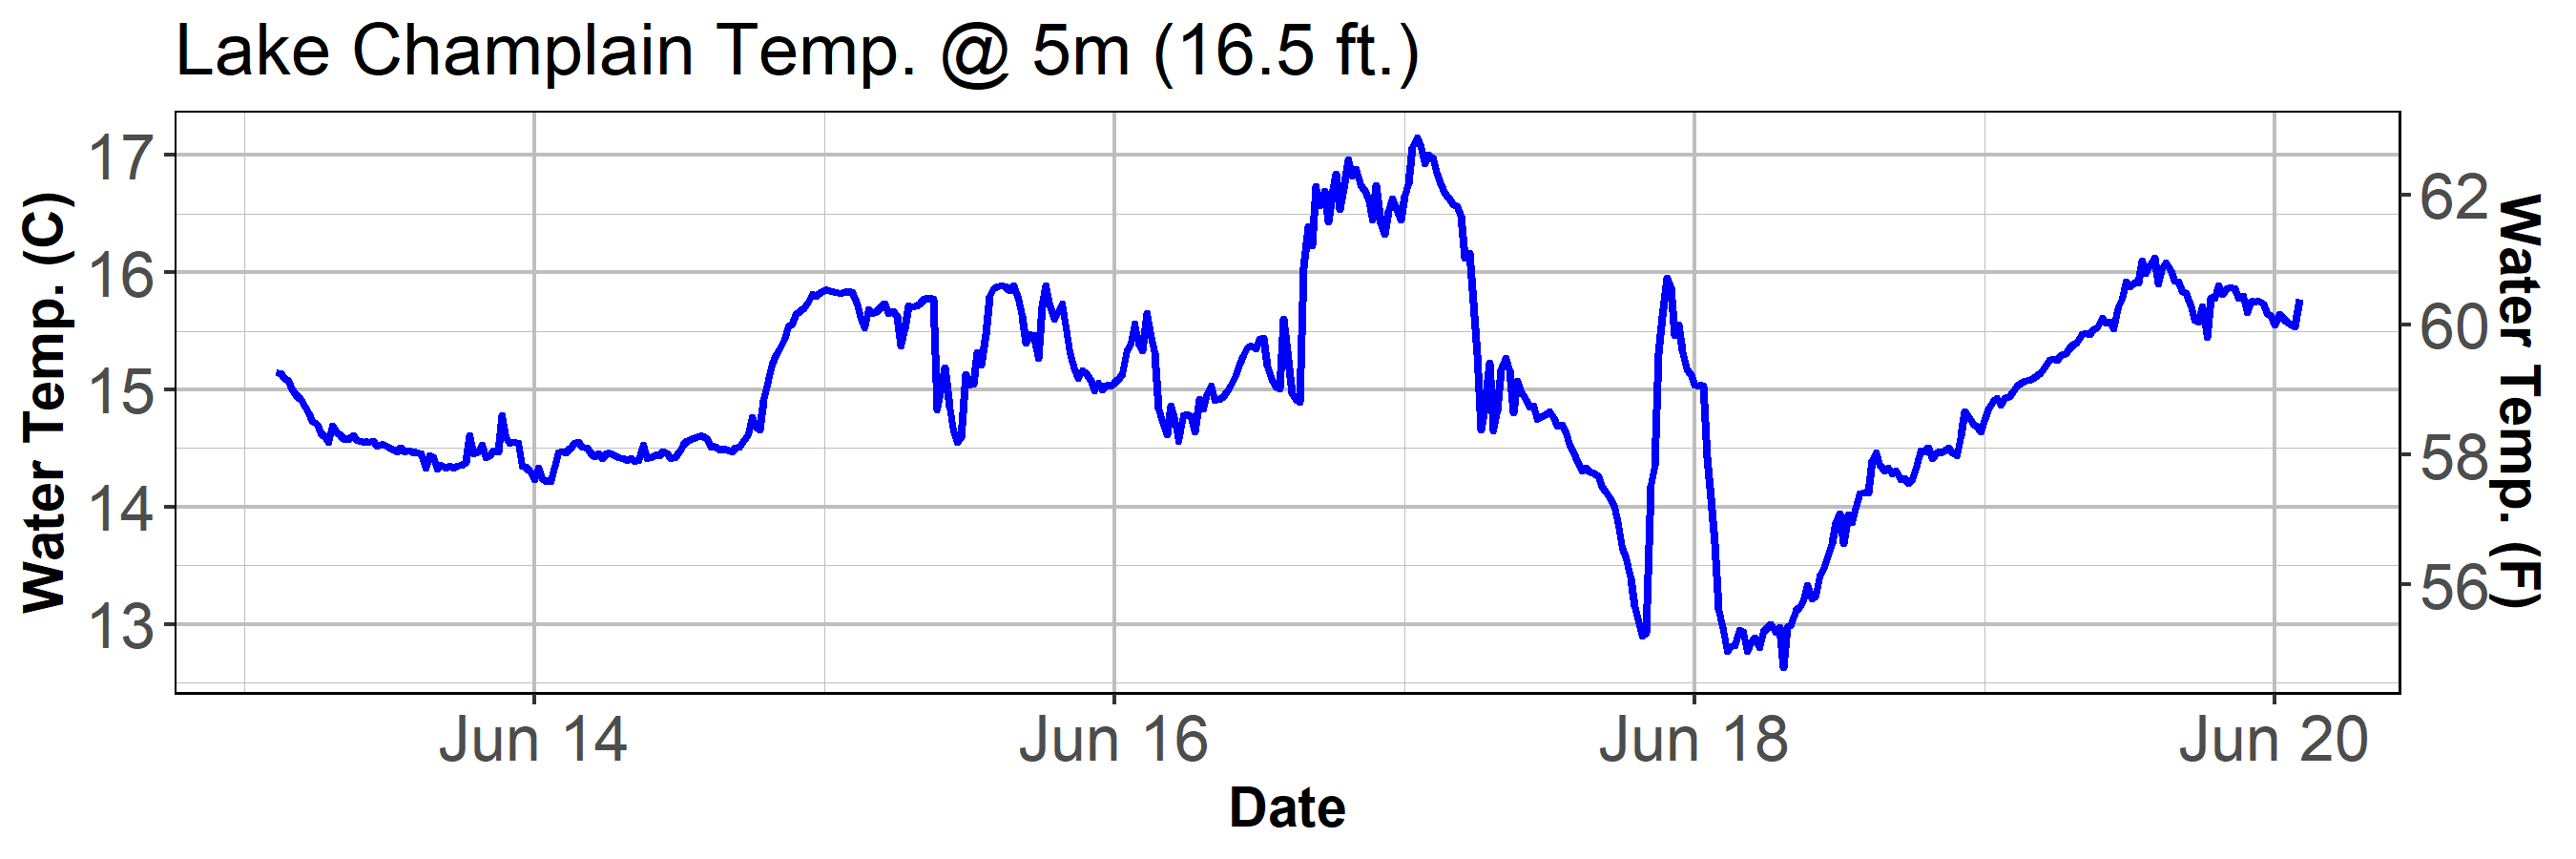 Lake Champlain Temp. @ 5m (16.5 ft.)
Water Temp. (C)
17
16
15
14
13
62
60
58
56
Water Temp. (F)
Jun 14 Jun 16 Jun 18 Jun 20
Date